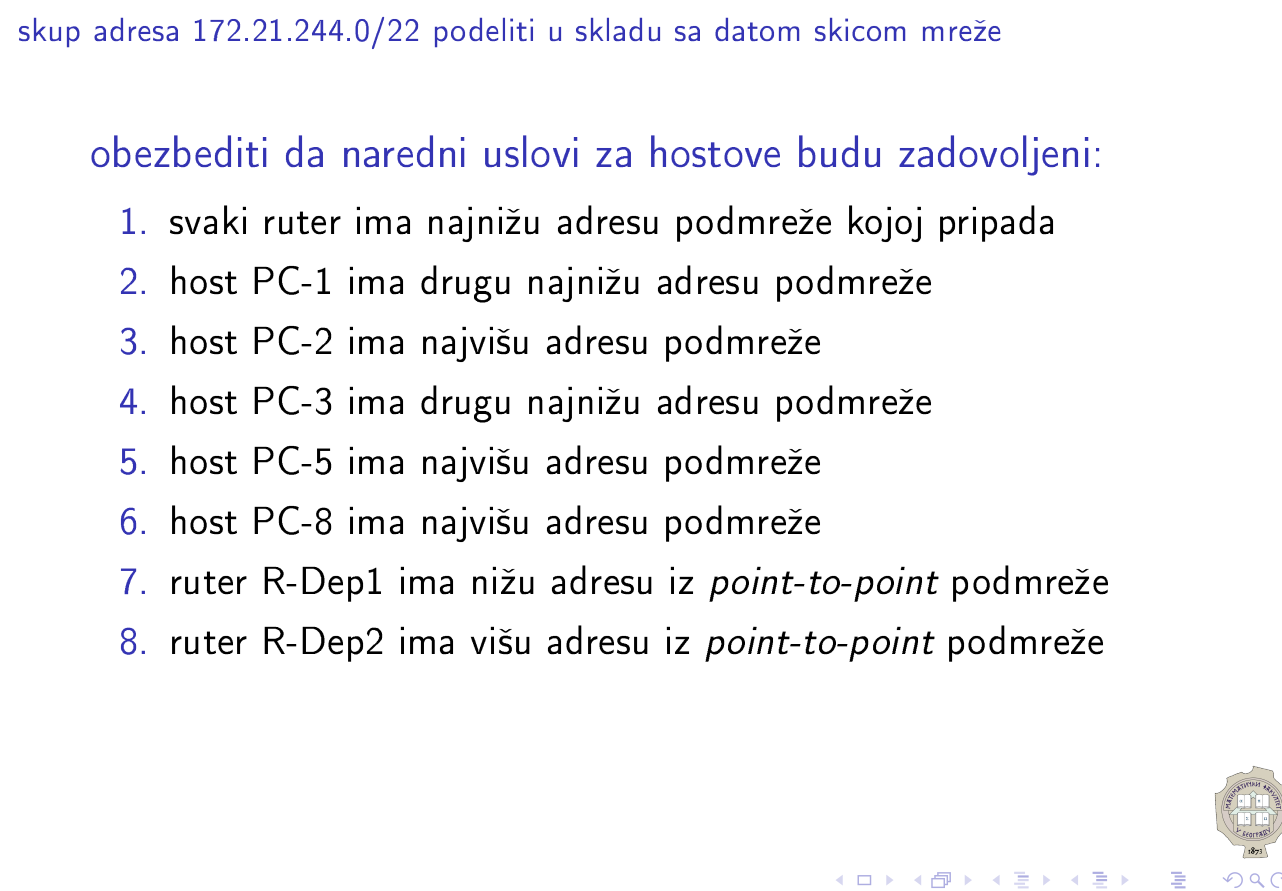 skup adresa 172.21.244.0/22 podeliti u skladu sa datom skicom mreže
obezbediti da naredni uslovi za hostove budu zadovoljeni:
1. svaki ruter ima najnižu adresu podmreže kojoj pripada
2. host PC-1 ima drugu najnižu adresu podmreže
3. host PC-2 ima najvišu adresu podmreže
4. host PC-3 ima drugu najnižu adresu podmreže
5. host PC-5 ima najvišu adresu podmreže
6. host PC-8 ima najvišu adresu podmreže
7. ruter R-Dep1 ima nižu adresu iz point-to-point podmreže
8. ruter R-Dep2 ima višu adresu iz point-to-point podmreže
МАТЕМАТИЧКИ ФАКУЛТЕТ
У БЕОГРАДУ
1873